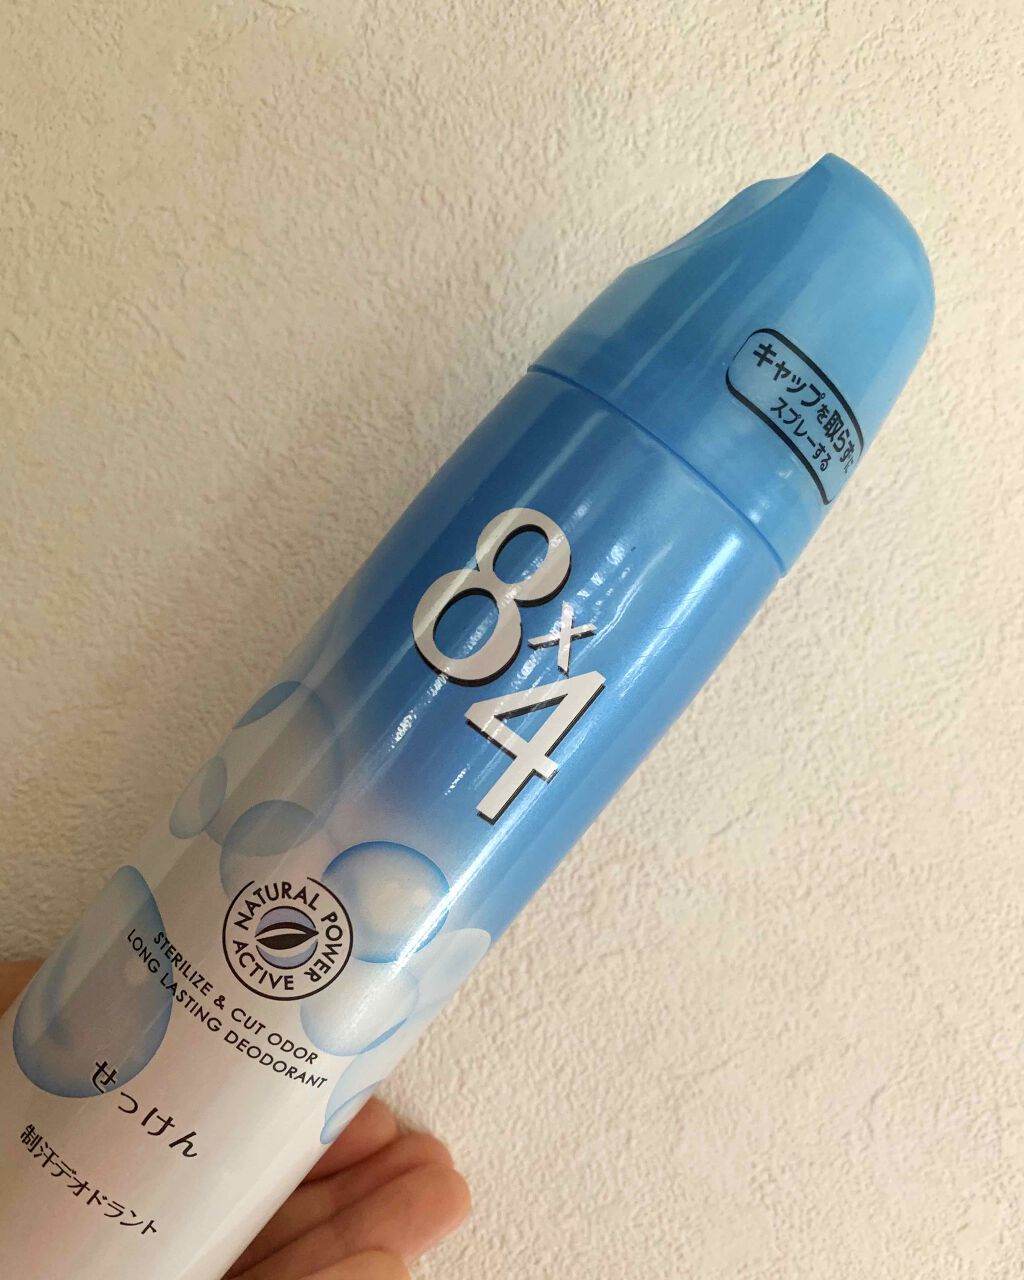 キャップを取らずに
スプレーする
8x4
NATURAL POWER
ACTIVE
STERILIZE & CUT ODOR
LONG LASTING DEODORANT
せっけん
制汗デオドラント